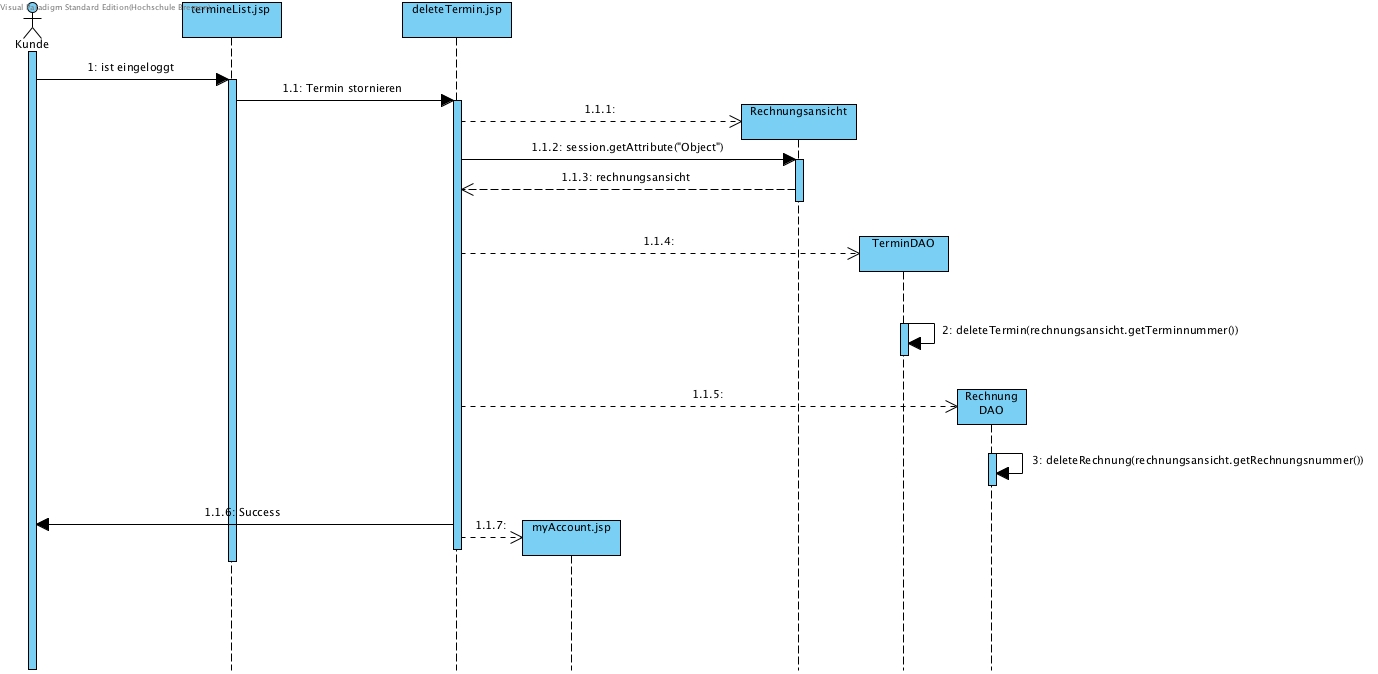 Visual Paradigm Standard Edition(Hochschule
termineList.jsp
deleteTermin.jsp
Kunde
1: ist eingeloggt
1.1: Termin stornieren
1.1.1:
Rechnungsansicht
1.1.2: session.getAttribute("Object")
1.1.3: rechnungsansicht
1.1.4:
TerminDAO
2: deleteTermin(rechnungsansicht.getTerminnummer())
1.1.5:
Rechnung
DAO
3: deleteRechnung(rechnungsansicht.getRechnungsnummer())
1.1.6: Success
1.1.7:
myAccount.jsp